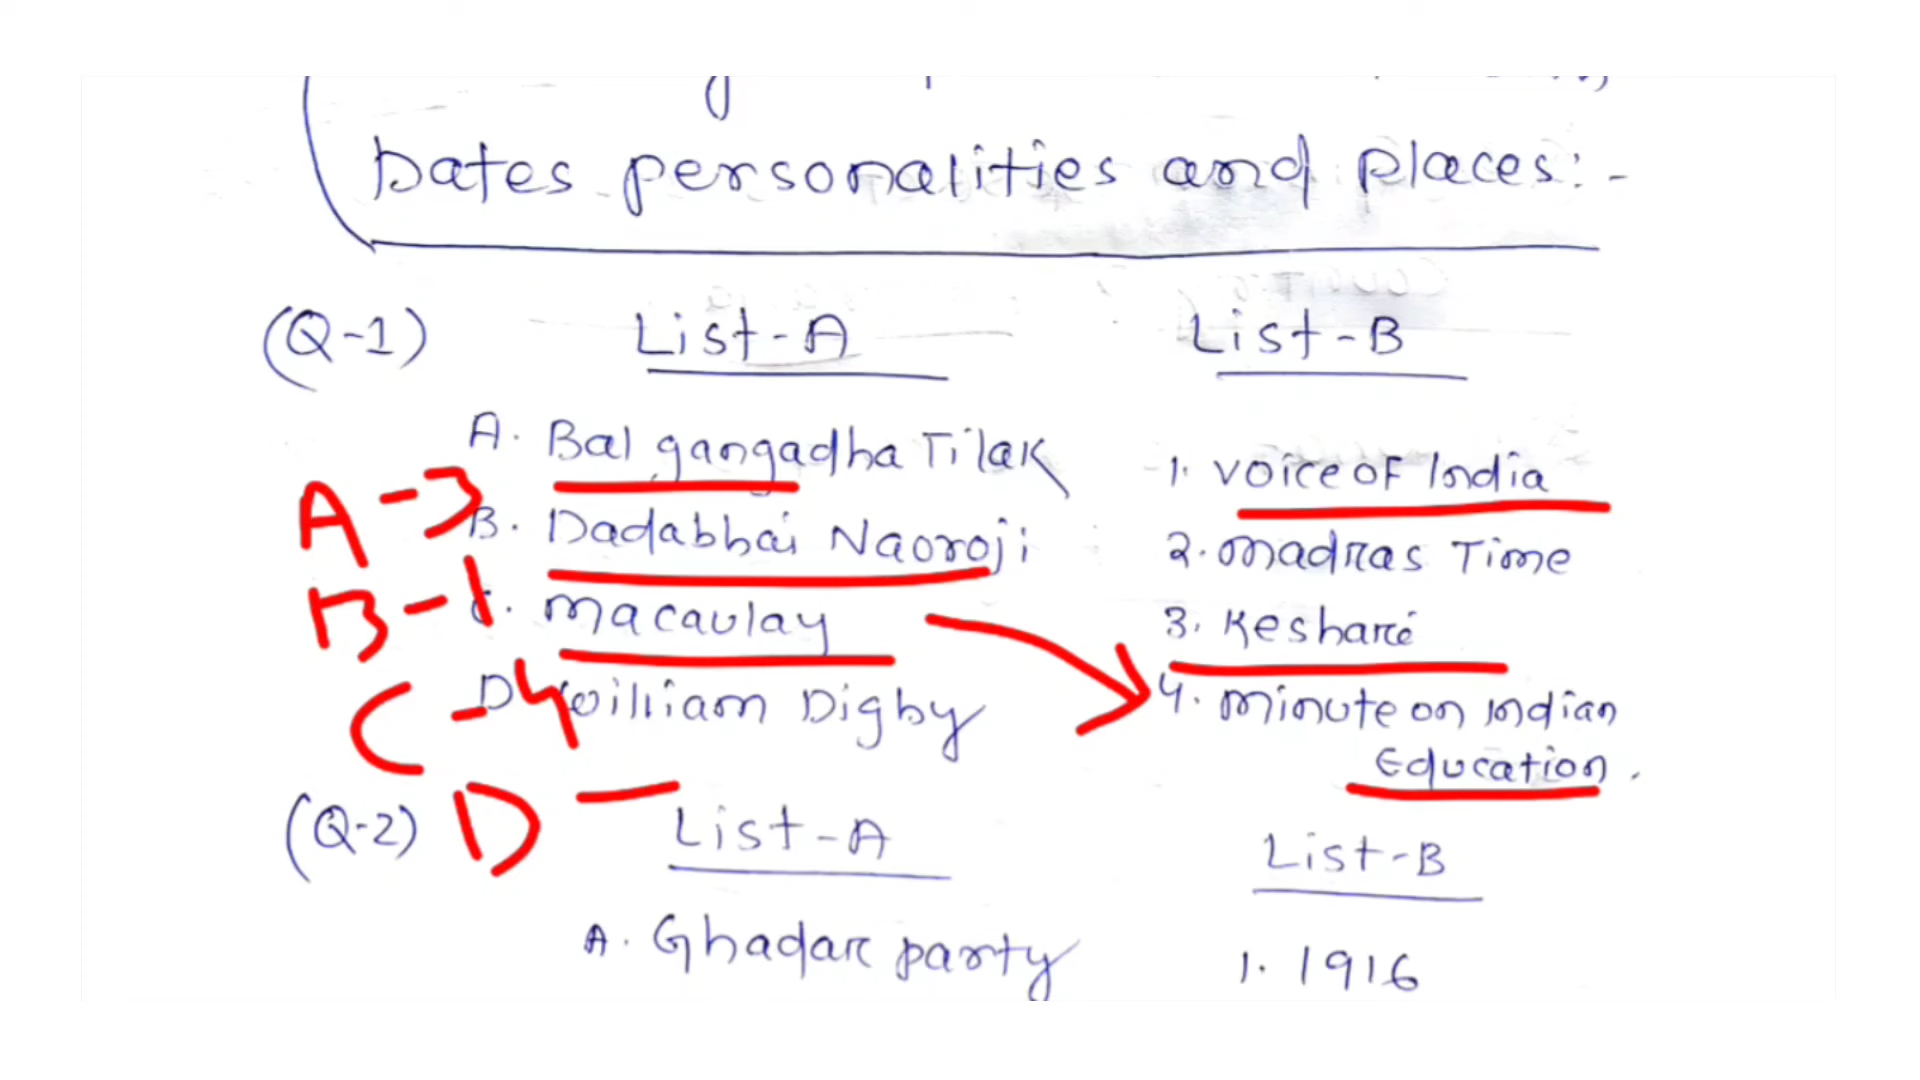 Dates personalities and places:-
(Q-1) List-A List-B
A. Bal gangadha Tilak 1. voice of India
A-3
B. Dadabhai Naoroji 2. madras Time
B-1
C. macaulay 3. Keshari
C-4
D. william Digby 4. minute on Indian
Education.
D-
(Q-2) List-A List-B
A. Ghadar party 1. 1916